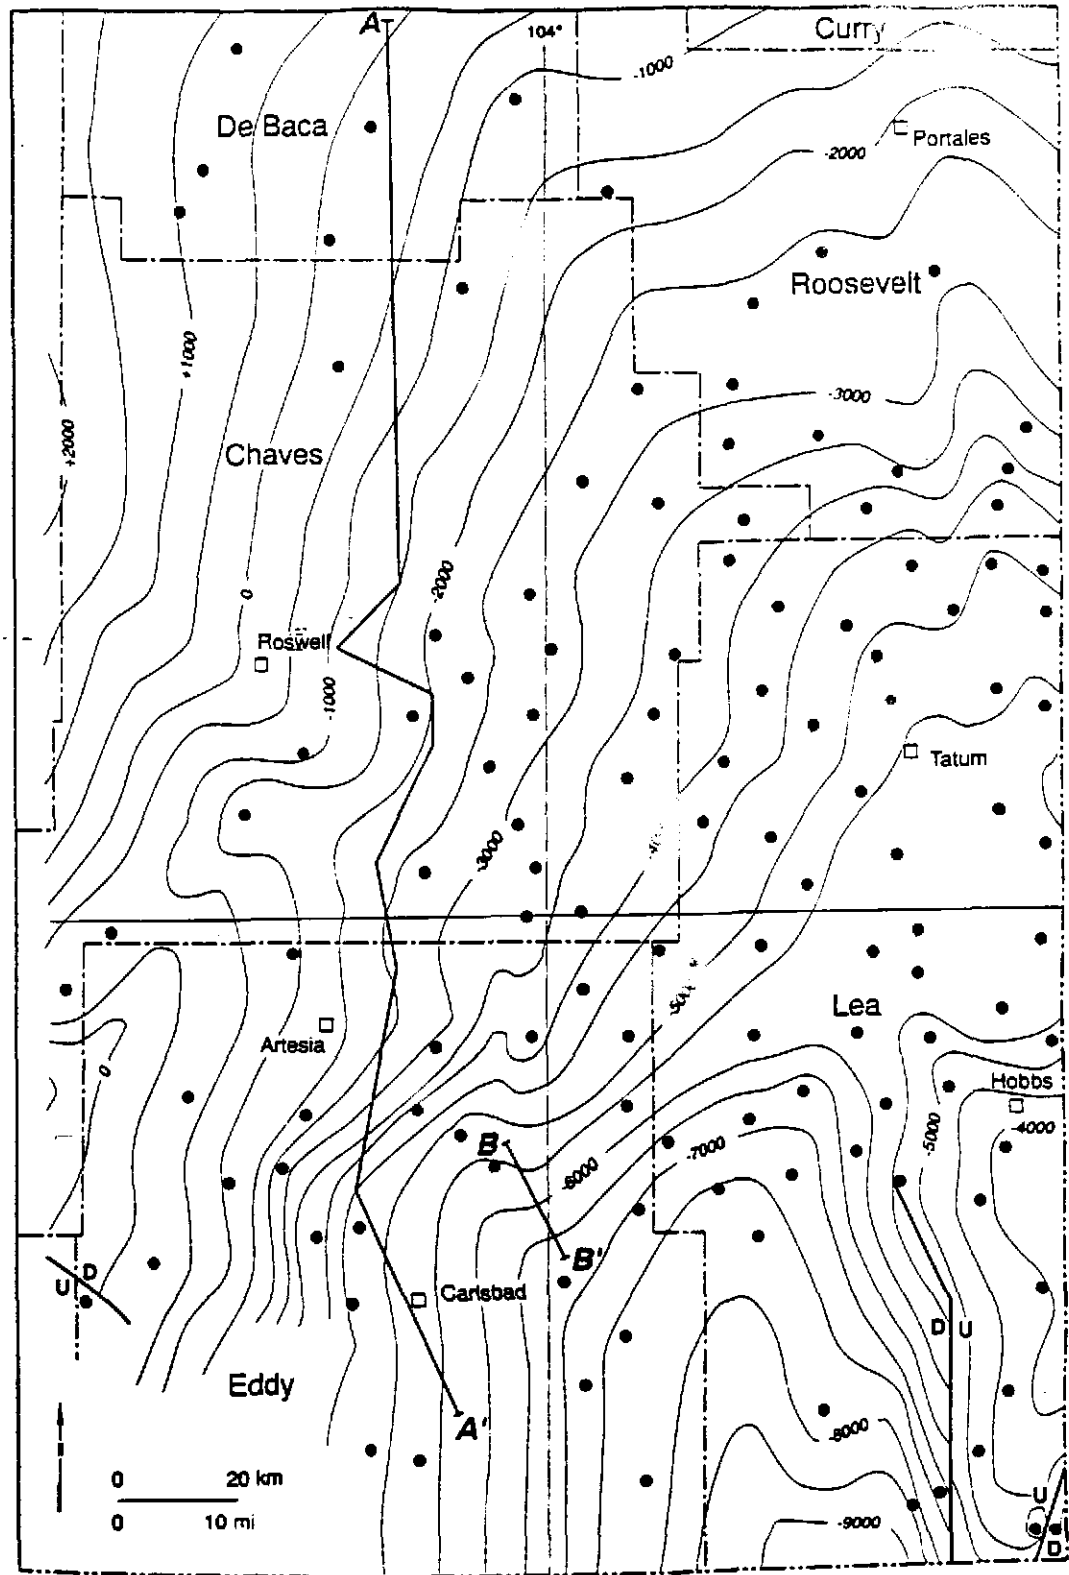 A
104°
Curry
-1000
De Baca
Portales
-2000
Roosevelt
+1000
-3000
+2000
Chaves
-2000
0
Roswell
-1000
Tatum
-3000
-5000
Lea
Artesia
0
Hobbs
-5000
-4000
B
-7000
-6000
B'
D
U
Carlsbad
D
U
Eddy
A'
-8000
0 20 km
0 10 mi
U
-9000
D